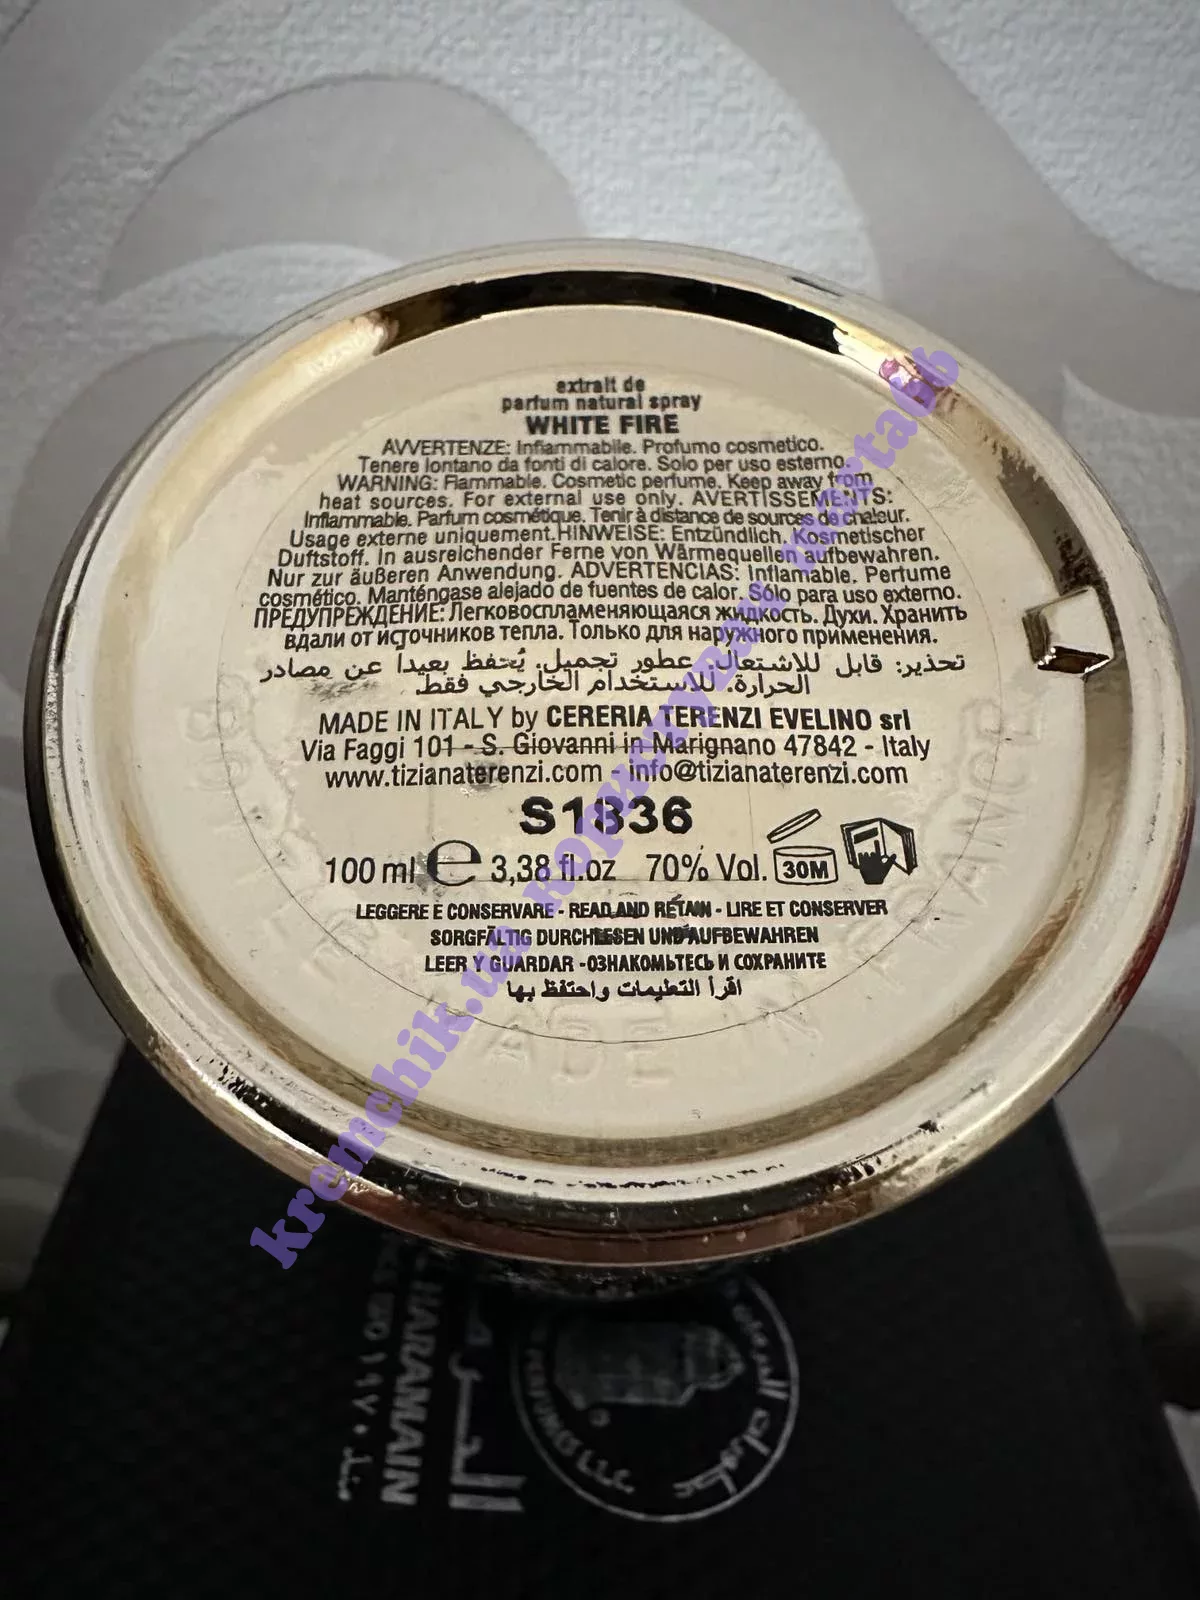 extrait de
parfum natural spray
WHITE FIRE
AVVERTENZE: Infiammabile. Profumo cosmetico.
Tenere lontano da fonti di calore. Solo per uso esterno.
WARNING: Flammable. Cosmetic perfume. Keep away from
heat sources. For external use only. AVERTISSEMENTS:
Inflammable. Parfum cosmétique. Tenir à distance de sources de chaleur.
Usage externe uniquement.HINWEISE: Entzündlich. Kosmetischer
Duftstoff. In ausreichender Ferne von Wärmequellen aufbewahren.
Nur zur äußeren Anwendung. ADVERTENCIAS: Inflamable. Perfume
cosmético. Manténgase alejado de fuentes de calor. Sólo para uso externo.
ПРЕДУПРЕЖДЕНИЕ: Легковоспламеняющаяся жидкость. Духи. Хранить
вдали от источников тепла. Только для наружного применения.
تحذير: قابل للاشتعال. عطور تجميل. يُحفظ بعيداً عن مصادر
الحرارة. للاستخدام الخارجي فقط.
MADE IN ITALY by CERERIA TERENZI EVELINO srl
Via Faggi 101 - S. Giovanni in Marignano 47842 - Italy
www.tizianaterenzi.com - info@tizianaterenzi.com
S1836
100 ml e 3,38 fl.oz 70% Vol. 30M
LEGGERE E CONSERVARE - READ AND RETAIN - LIRE ET CONSERVER
SORGFÄLTIG DURCHLESEN UND AUFBEWAHREN
LEER Y GUARDAR - ОЗНАКОМЬТЕСЬ И СОХРАНИТЕ
اقرأ التعليمات واحتفظ بها
kremchik.ua користувач martabb
HARAMAIN